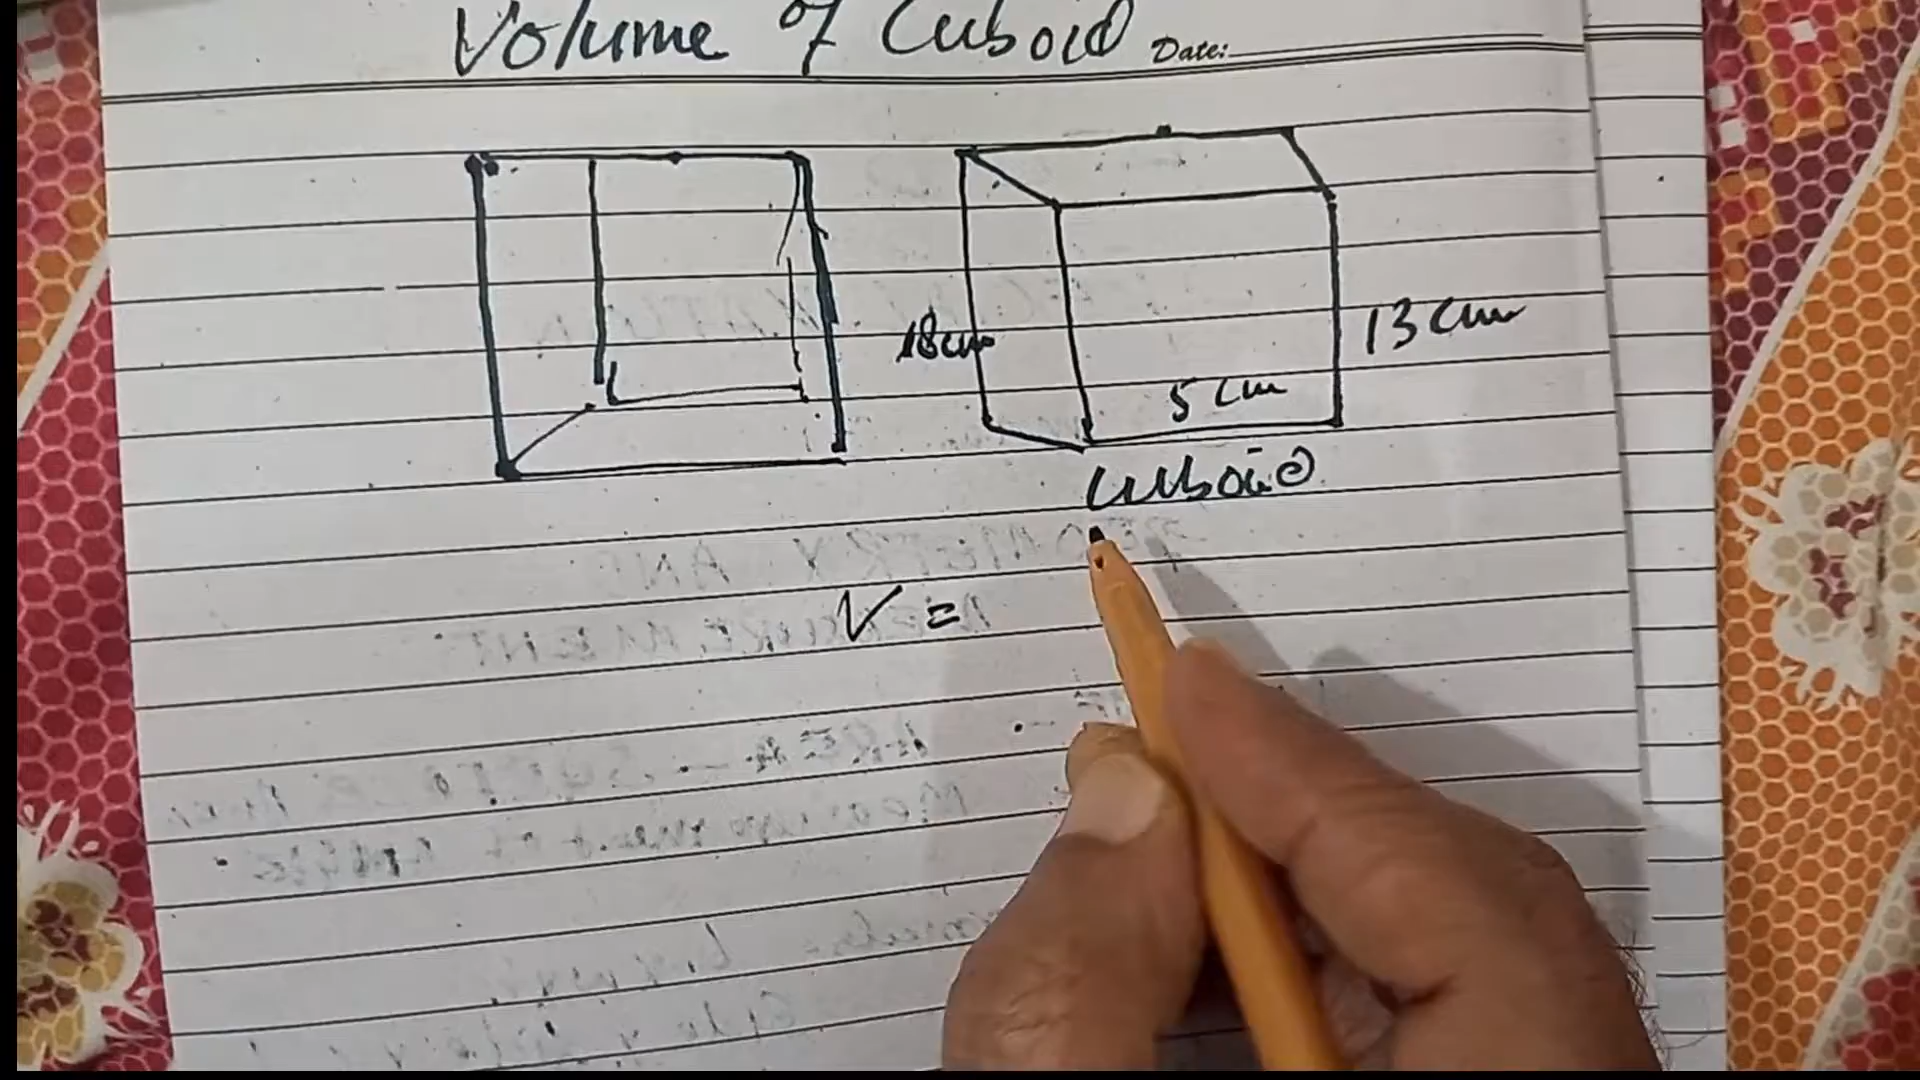 Volume of Cuboid Date:
18cm
13 cm
5 cm
Cuboid
V =